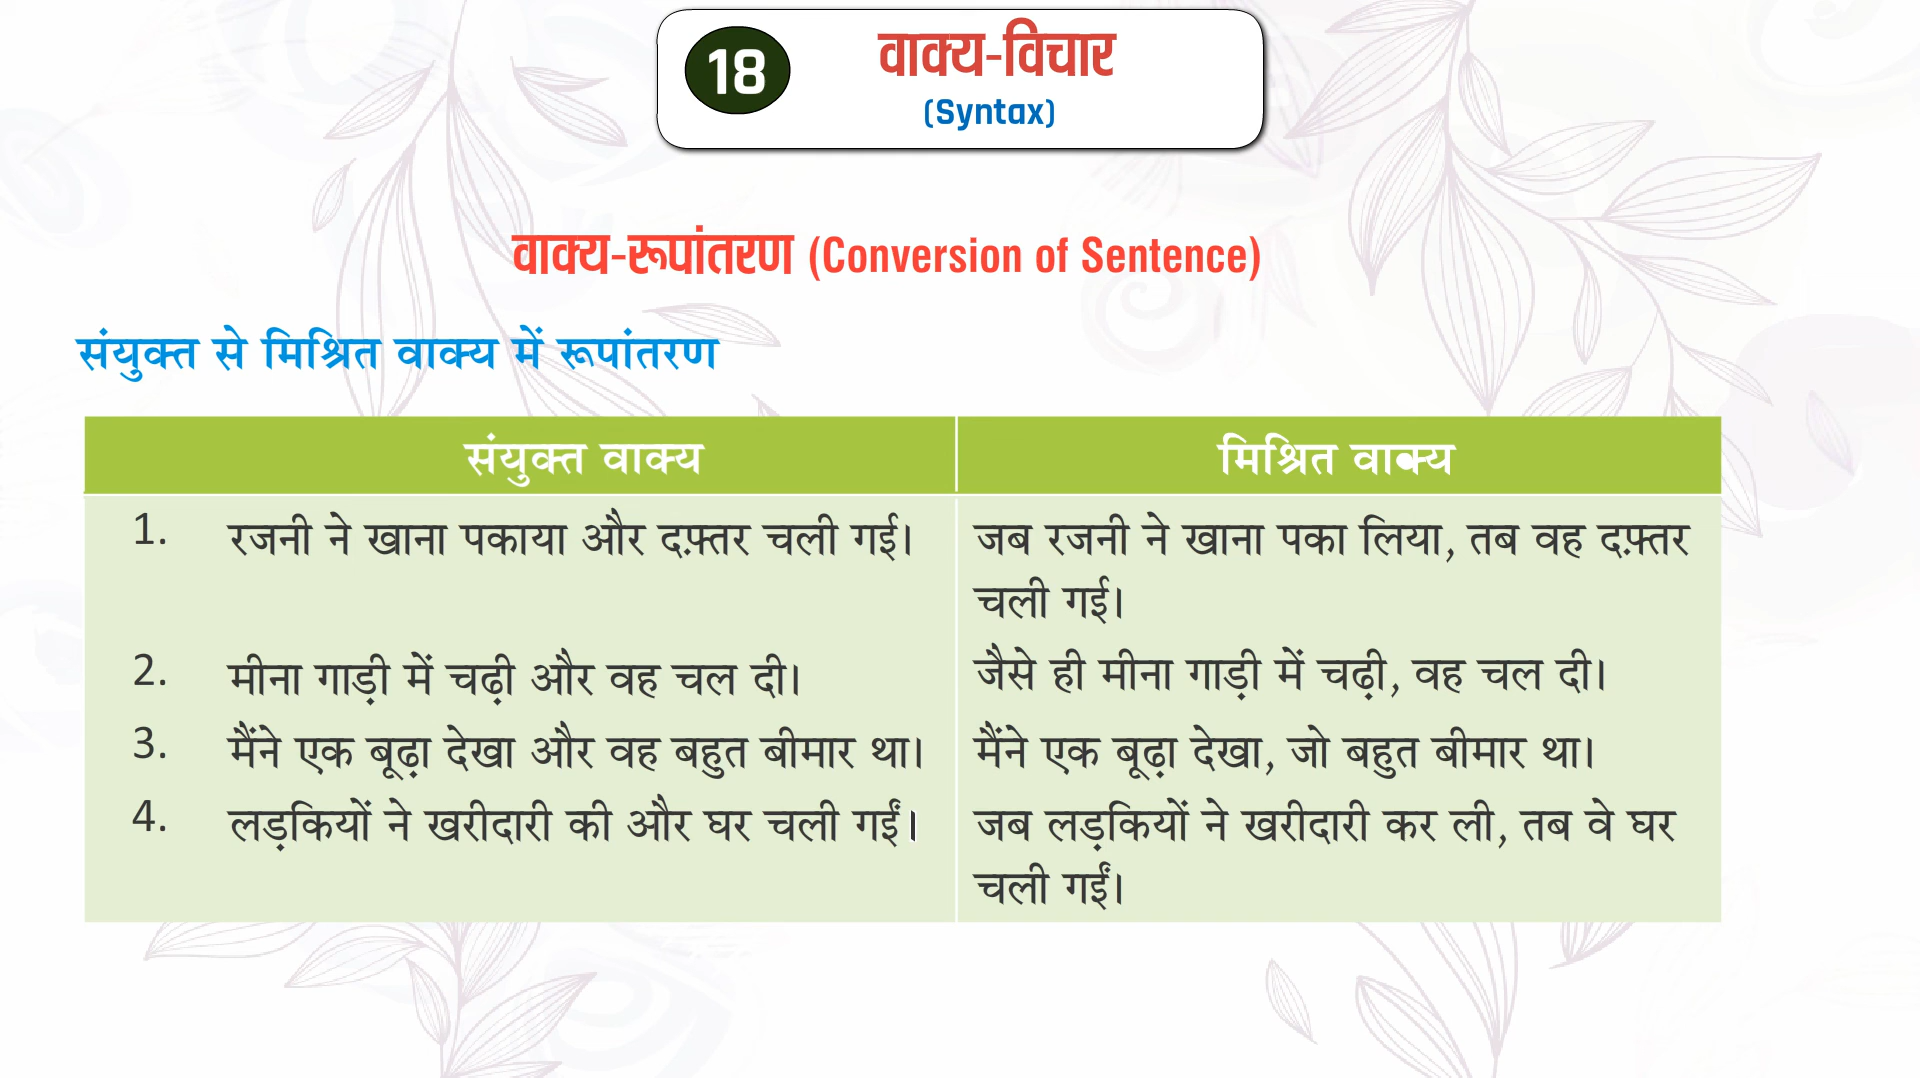 18
वाक्य-विचार
(Syntax)
वाक्य-रूपांतरण (Conversion of Sentence)
संयुक्त से मिश्रित वाक्य में रूपांतरण
संयुक्त वाक्य
मिश्रित वाक्य
1. रजनी ने खाना पकाया और दफ़्तर चली गई।
जब रजनी ने खाना पका लिया, तब वह दफ़्तर
चली गई।
2. मीना गाड़ी में चढ़ी और वह चल दी।
जैसे ही मीना गाड़ी में चढ़ी, वह चल दी।
3. मैंने एक बूढ़ा देखा और वह बहुत बीमार था।
मैंने एक बूढ़ा देखा, जो बहुत बीमार था।
4. लड़कियों ने खरीदारी की और घर चली गईं।
जब लड़कियों ने खरीदारी कर ली, तब वे घर
चली गईं।